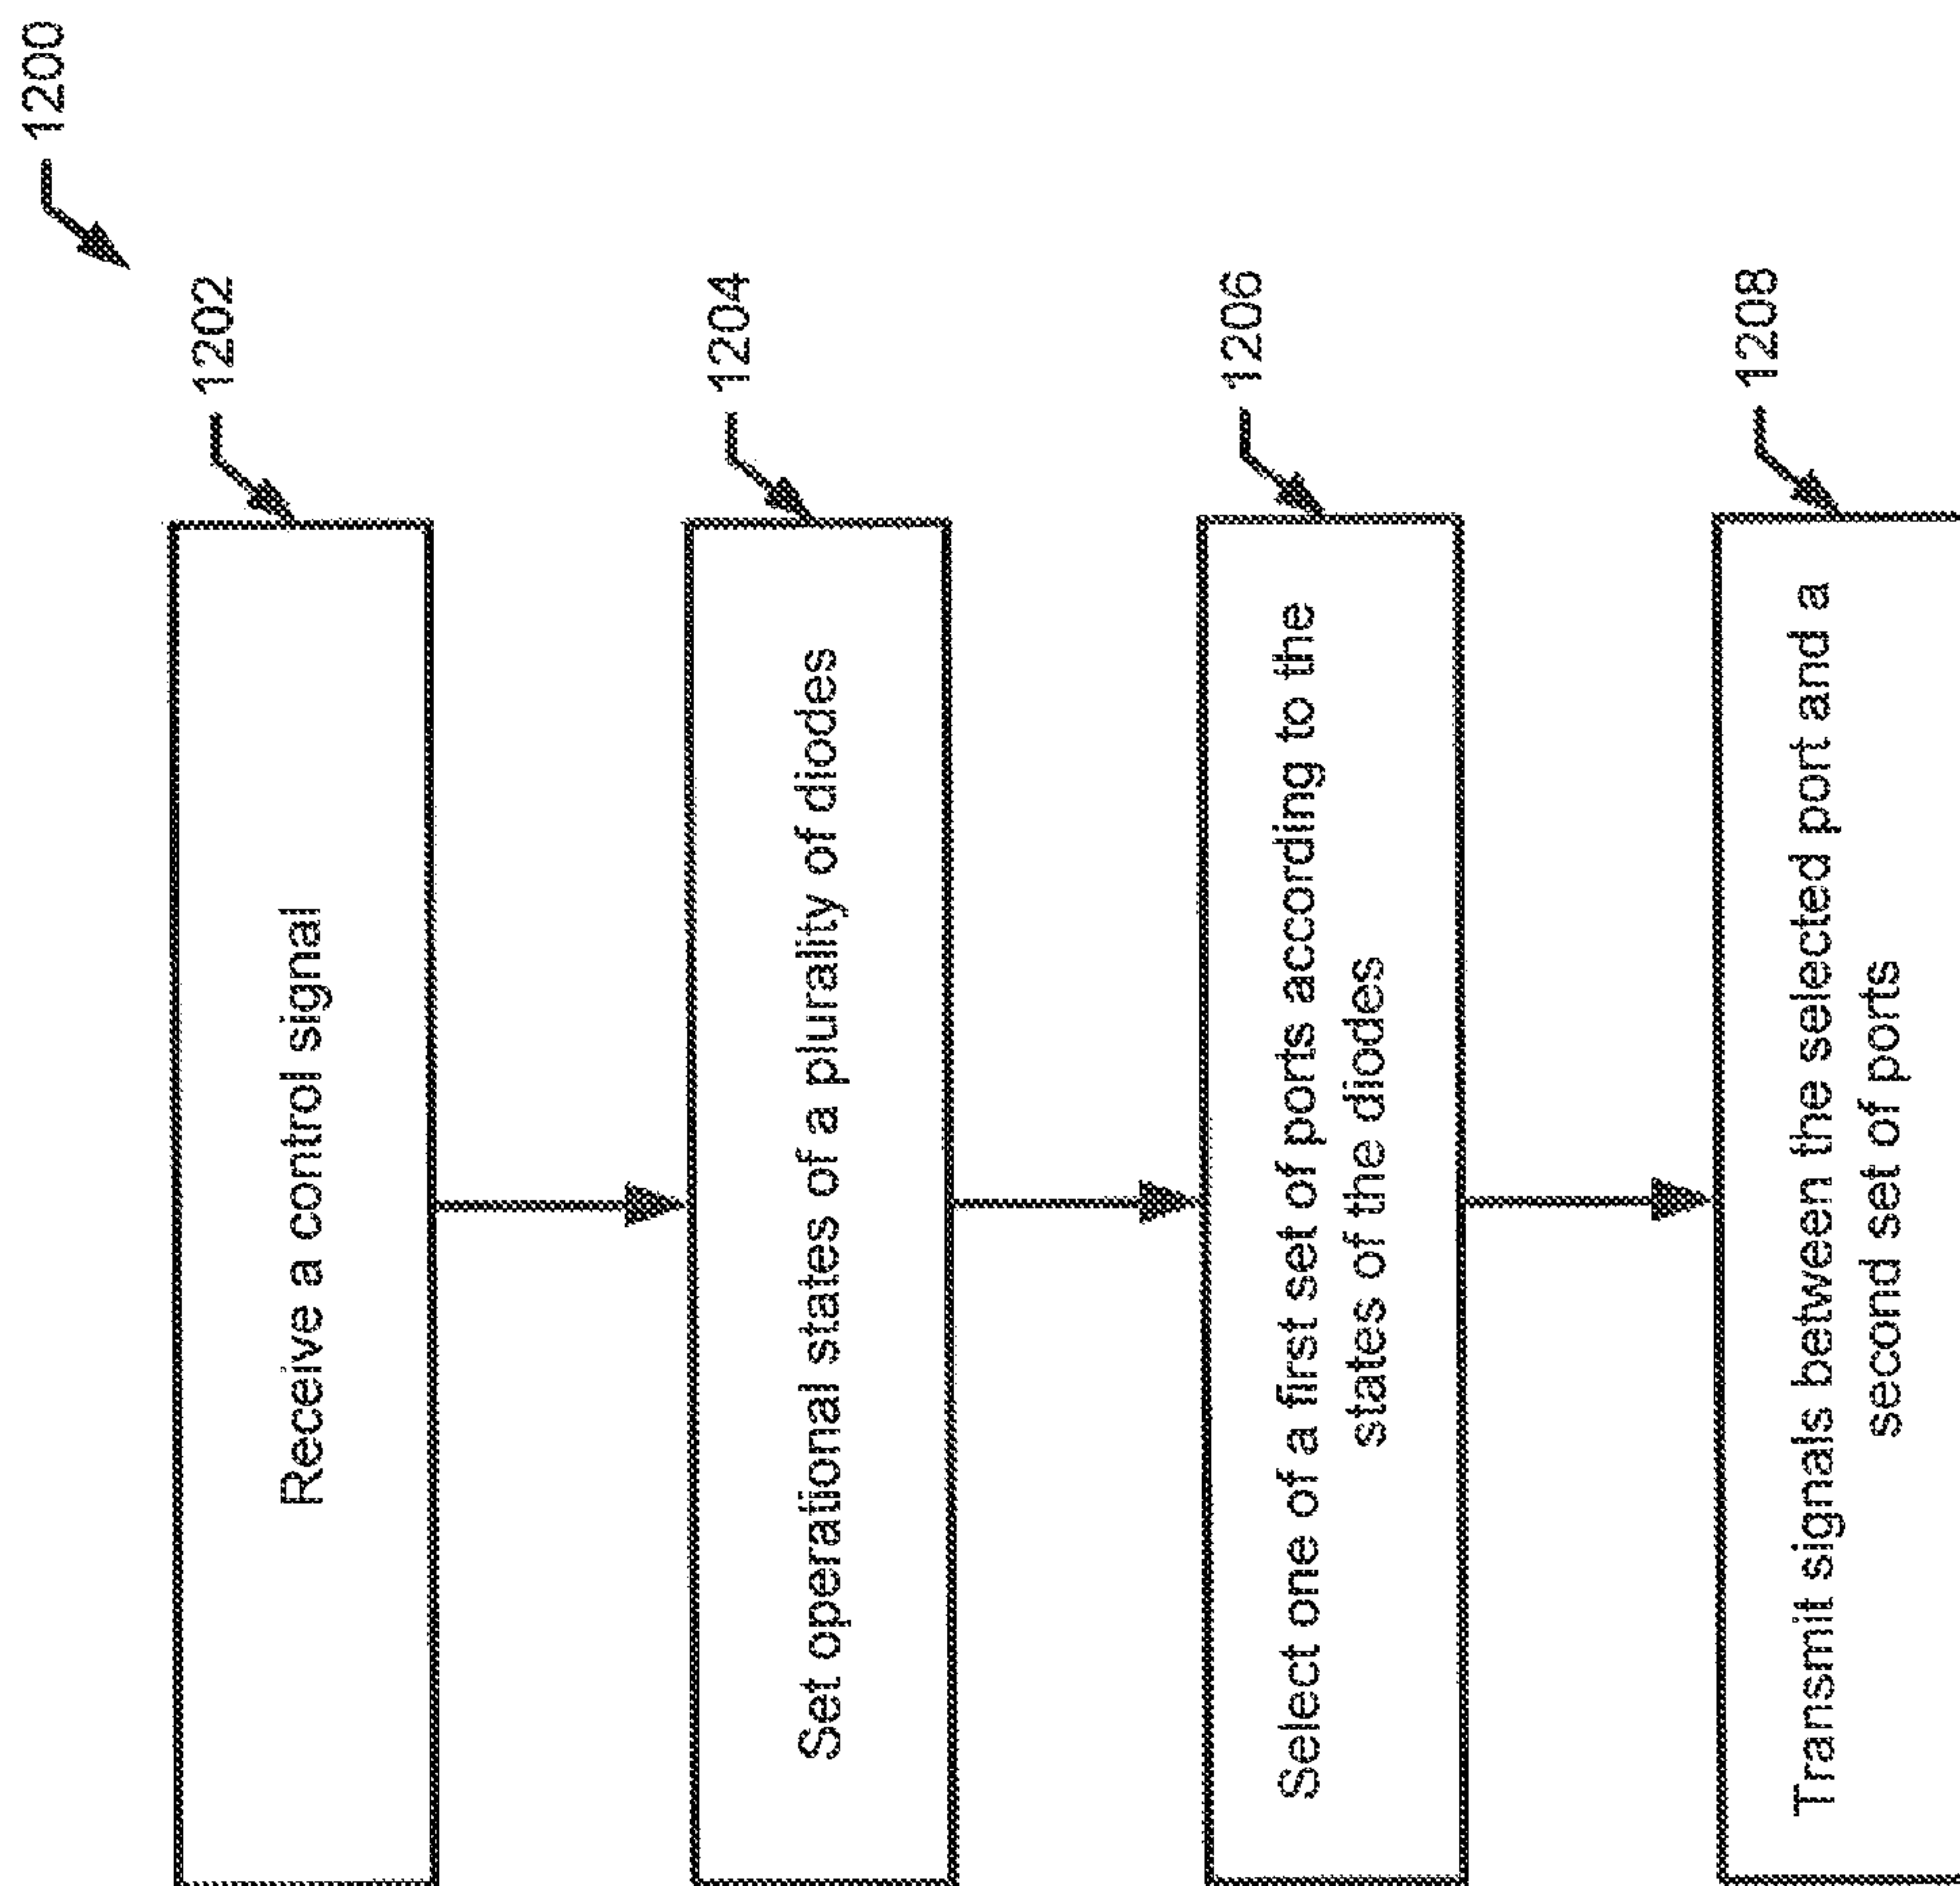 1200
1202
Receive a control signal
1204
Set operational states of a plurality of diodes
1206
Select one of a first set of ports according to the
states of the diodes
1208
Transmit signals between the selected port and a
second set of ports